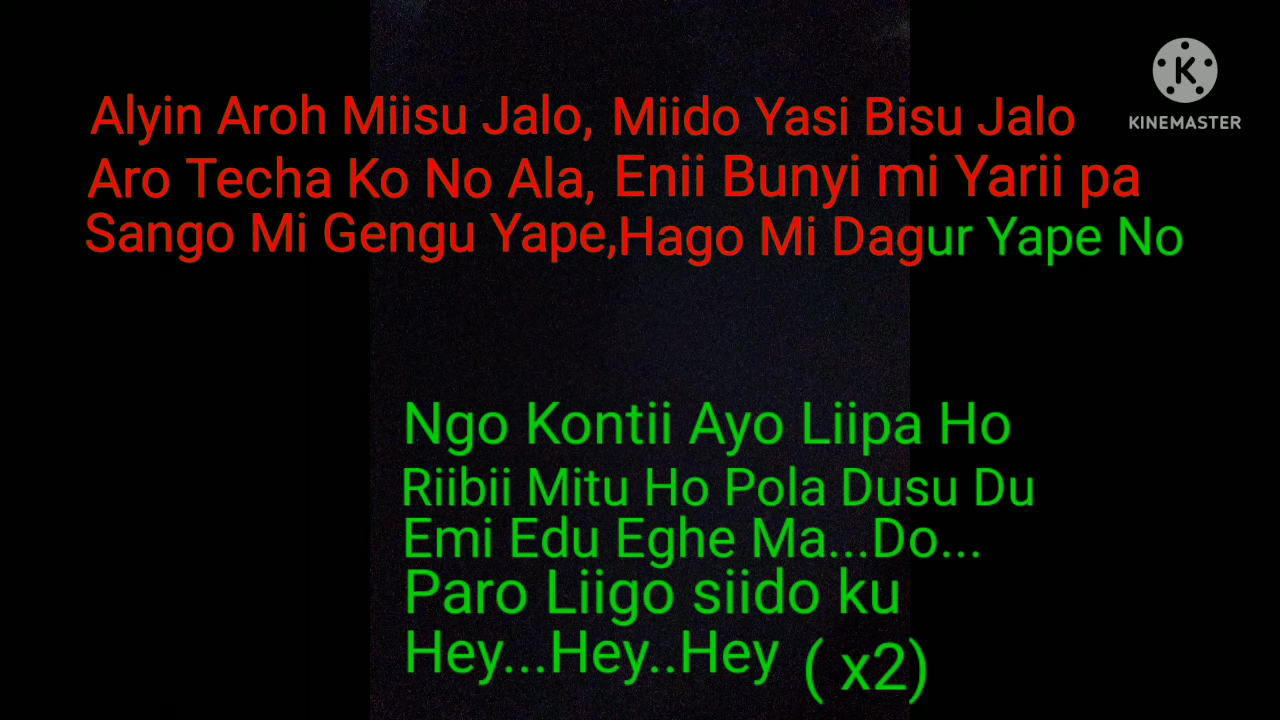 Alyin Aroh Miisu Jalo, Miido Yasi Bisu Jalo
Aro Techa Ko No Ala, Enii Bunyi mi Yarii pa
Sango Mi Gengu Yape,Hago Mi Dagur Yape No
Ngo Kontii Ayo Liipa Ho
Riibii Mitu Ho Pola Dusu Du
Emi Edu Eghe Ma...Do...
Paro Liigo siido ku
Hey...Hey..Hey ( x2)
K
KINEMASTER